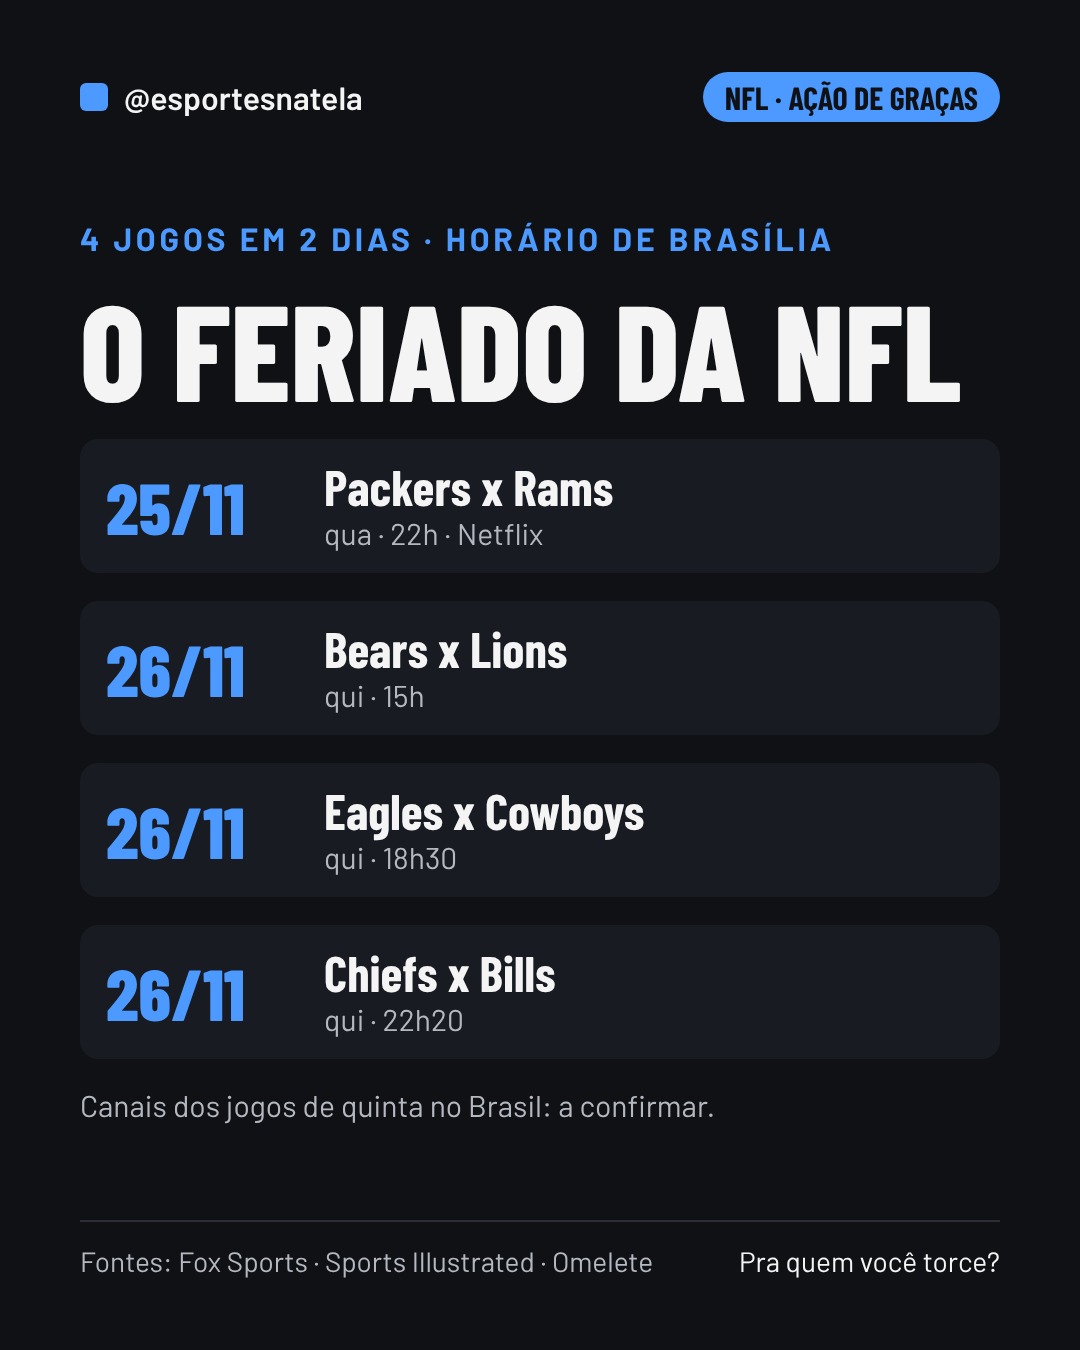 @esportesnatela
NFL · AÇÃO DE GRAÇAS
4 JOGOS EM 2 DIAS · HORÁRIO DE BRASÍLIA
O FERIADO DA NFL
25/11
Packers x Rams
qua · 22h · Netflix
26/11
Bears x Lions
qui · 15h
26/11
Eagles x Cowboys
qui · 18h30
26/11
Chiefs x Bills
qui · 22h20
Canais dos jogos de quinta no Brasil: a confirmar.
Fontes: Fox Sports · Sports Illustrated · Omelete
Pra quem você torce?